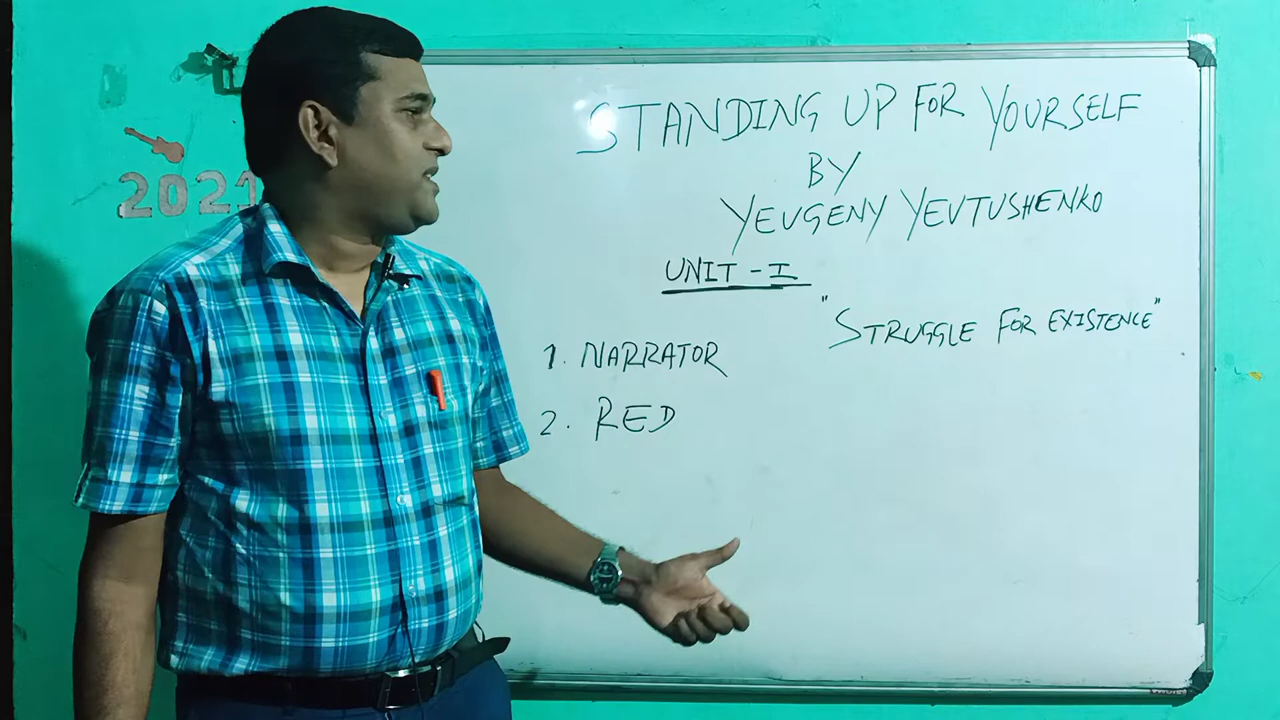 2021
STANDING UP FOR YOURSELF
BY
YEVGENY YEVTUSHENKO
UNIT - I
"STRUGGLE FOR EXISTENCE"
1. NARRATOR
2. RED